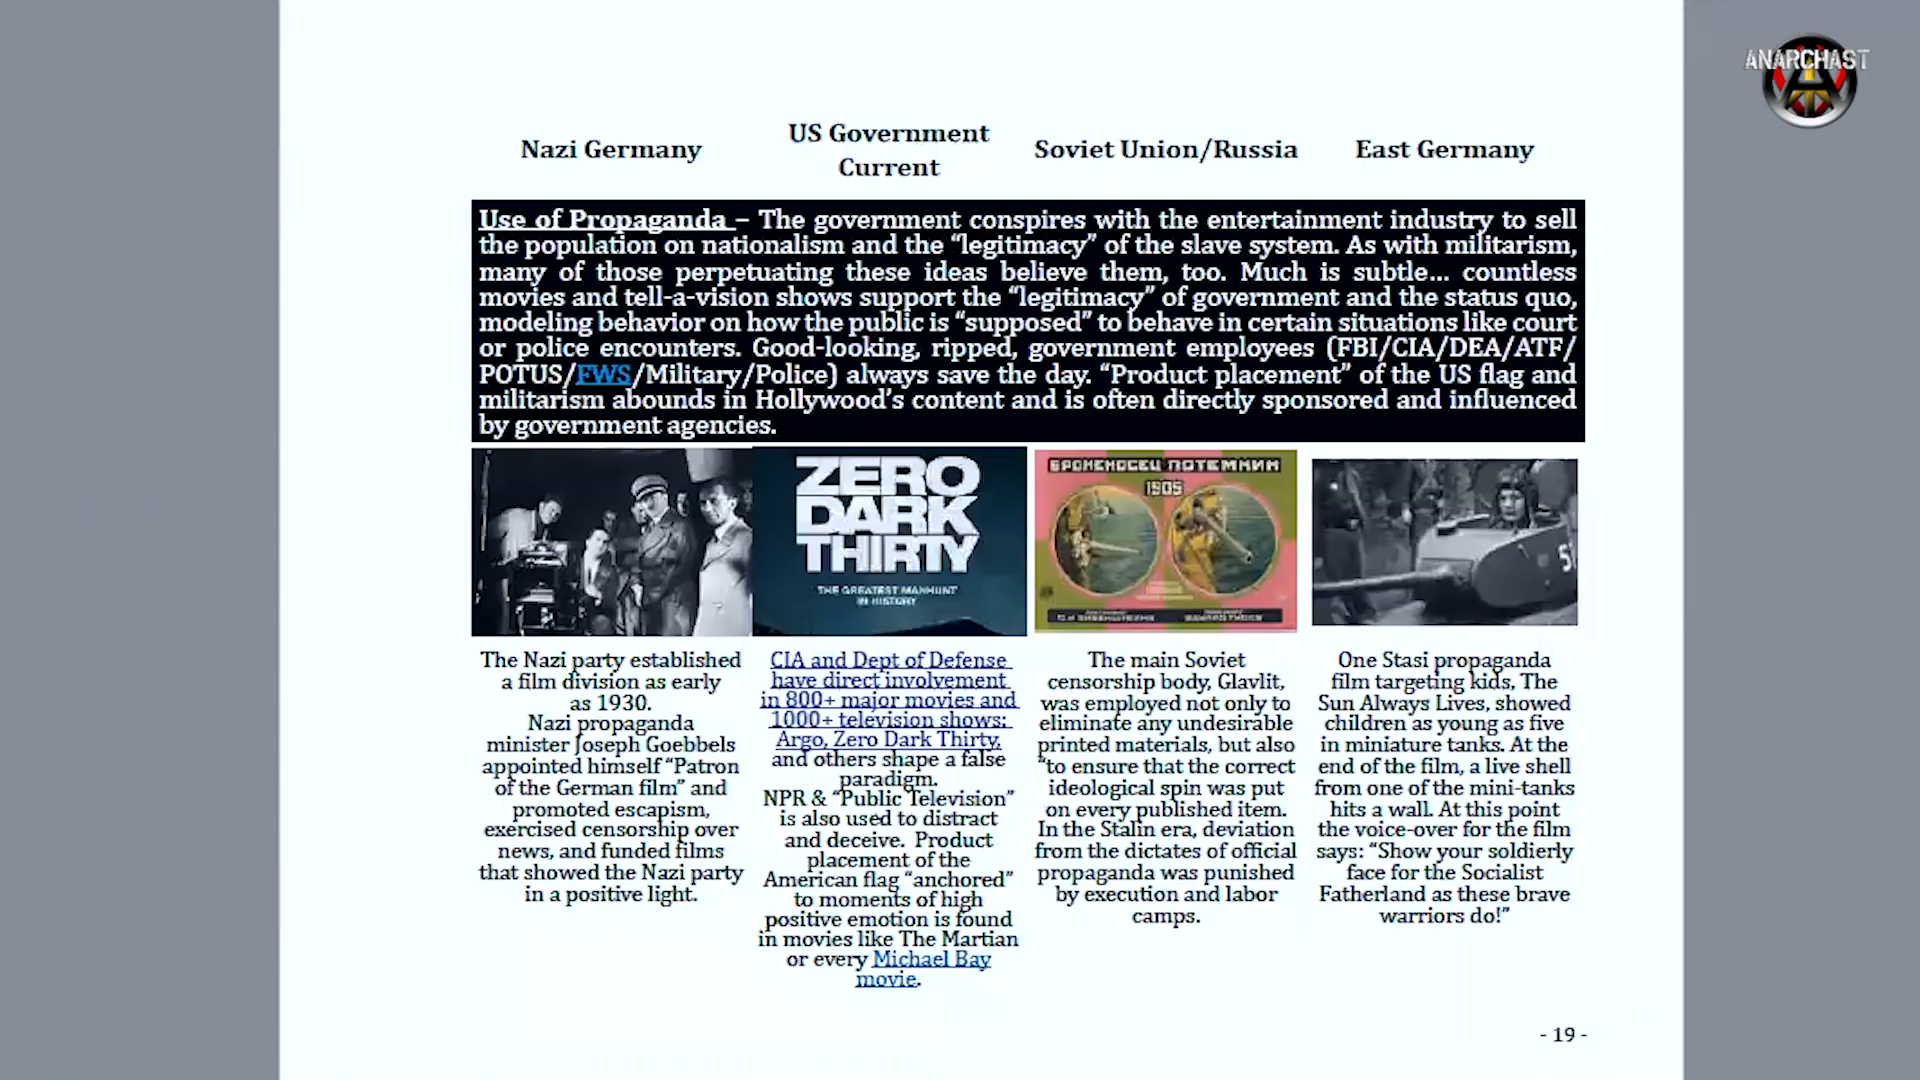 ANARCHAST
Nazi Germany
US Government
Current
Soviet Union/Russia
East Germany
Use of Propaganda – The government conspires with the entertainment industry to sell
the population on nationalism and the “legitimacy” of the slave system. As with militarism,
many of those perpetuating these ideas believe them, too. Much is subtle... countless
movies and tell-a-vision shows support the “legitimacy” of government and the status quo,
modeling behavior on how the public is “supposed” to behave in certain situations like court
or police encounters. Good-looking, ripped, government employees (FBI/CIA/DEA/ATF/
POTUS/FWS/Military/Police) always save the day. “Product placement” of the US flag and
militarism abounds in Hollywood’s content and is often directly sponsored and influenced
by government agencies.
ZERO
DARK
THIRTY
THE GREATEST MANHUNT
IN HISTORY
БРОНЕНОСЕЦ ПОТЕМКИН
1905
5
The Nazi party established
a film division as early
as 1930.
Nazi propaganda
minister Joseph Goebbels
appointed himself “Patron
of the German film” and
promoted escapism,
exercised censorship over
news, and funded films
that showed the Nazi party
in a positive light.
CIA and Dept of Defense
have direct involvement
in 800+ major movies and
1000+ television shows:
Argo, Zero Dark Thirty,
and others shape a false
paradigm.
NPR & “Public Television”
is also used to distract
and deceive. Product
placement of the
American flag “anchored”
to moments of high
positive emotion is found
in movies like The Martian
or every Michael Bay
movie.
The main Soviet
censorship body, Glavlit,
was employed not only to
eliminate any undesirable
printed materials, but also
“to ensure that the correct
ideological spin was put
on every published item.
In the Stalin era, deviation
from the dictates of official
propaganda was punished
by execution and labor
camps.
One Stasi propaganda
film targeting kids, The
Sun Always Lives, showed
children as young as five
in miniature tanks. At the
end of the film, a live shell
from one of the mini-tanks
hits a wall. At this point
the voice-over for the film
says: “Show your soldierly
face for the Socialist
Fatherland as these brave
warriors do!”
- 19 -